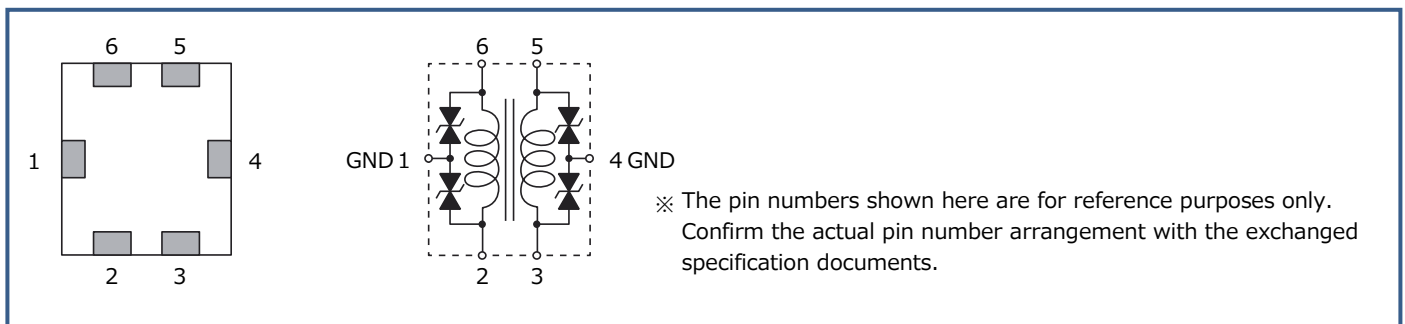 6 5
1 4
2 3
6 5
GND 1 4 GND
2 3
※ The pin numbers shown here are for reference purposes only.
Confirm the actual pin number arrangement with the exchanged
specification documents.